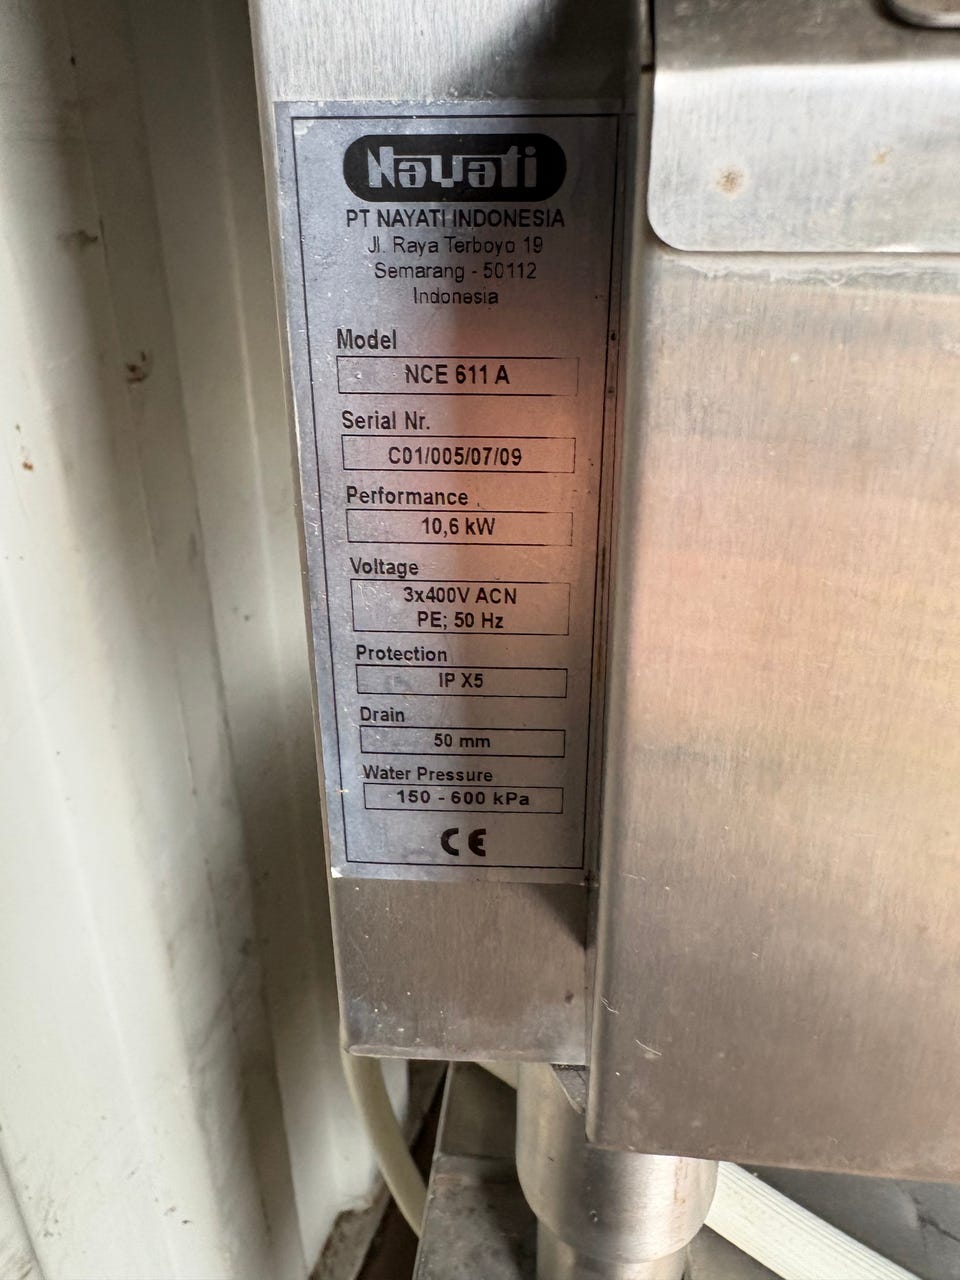 Nayati
PT NAYATI INDONESIA
Jl. Raya Terboyo 19
Semarang - 50112
Indonesia
Model
NCE 611 A
Serial Nr.
C01/005/07/09
Performance
10,6 kW
Voltage
3x400V ACN
PE; 50 Hz
Protection
IP X5
Drain
50 mm
Water Pressure
150 - 600 kPa
CE